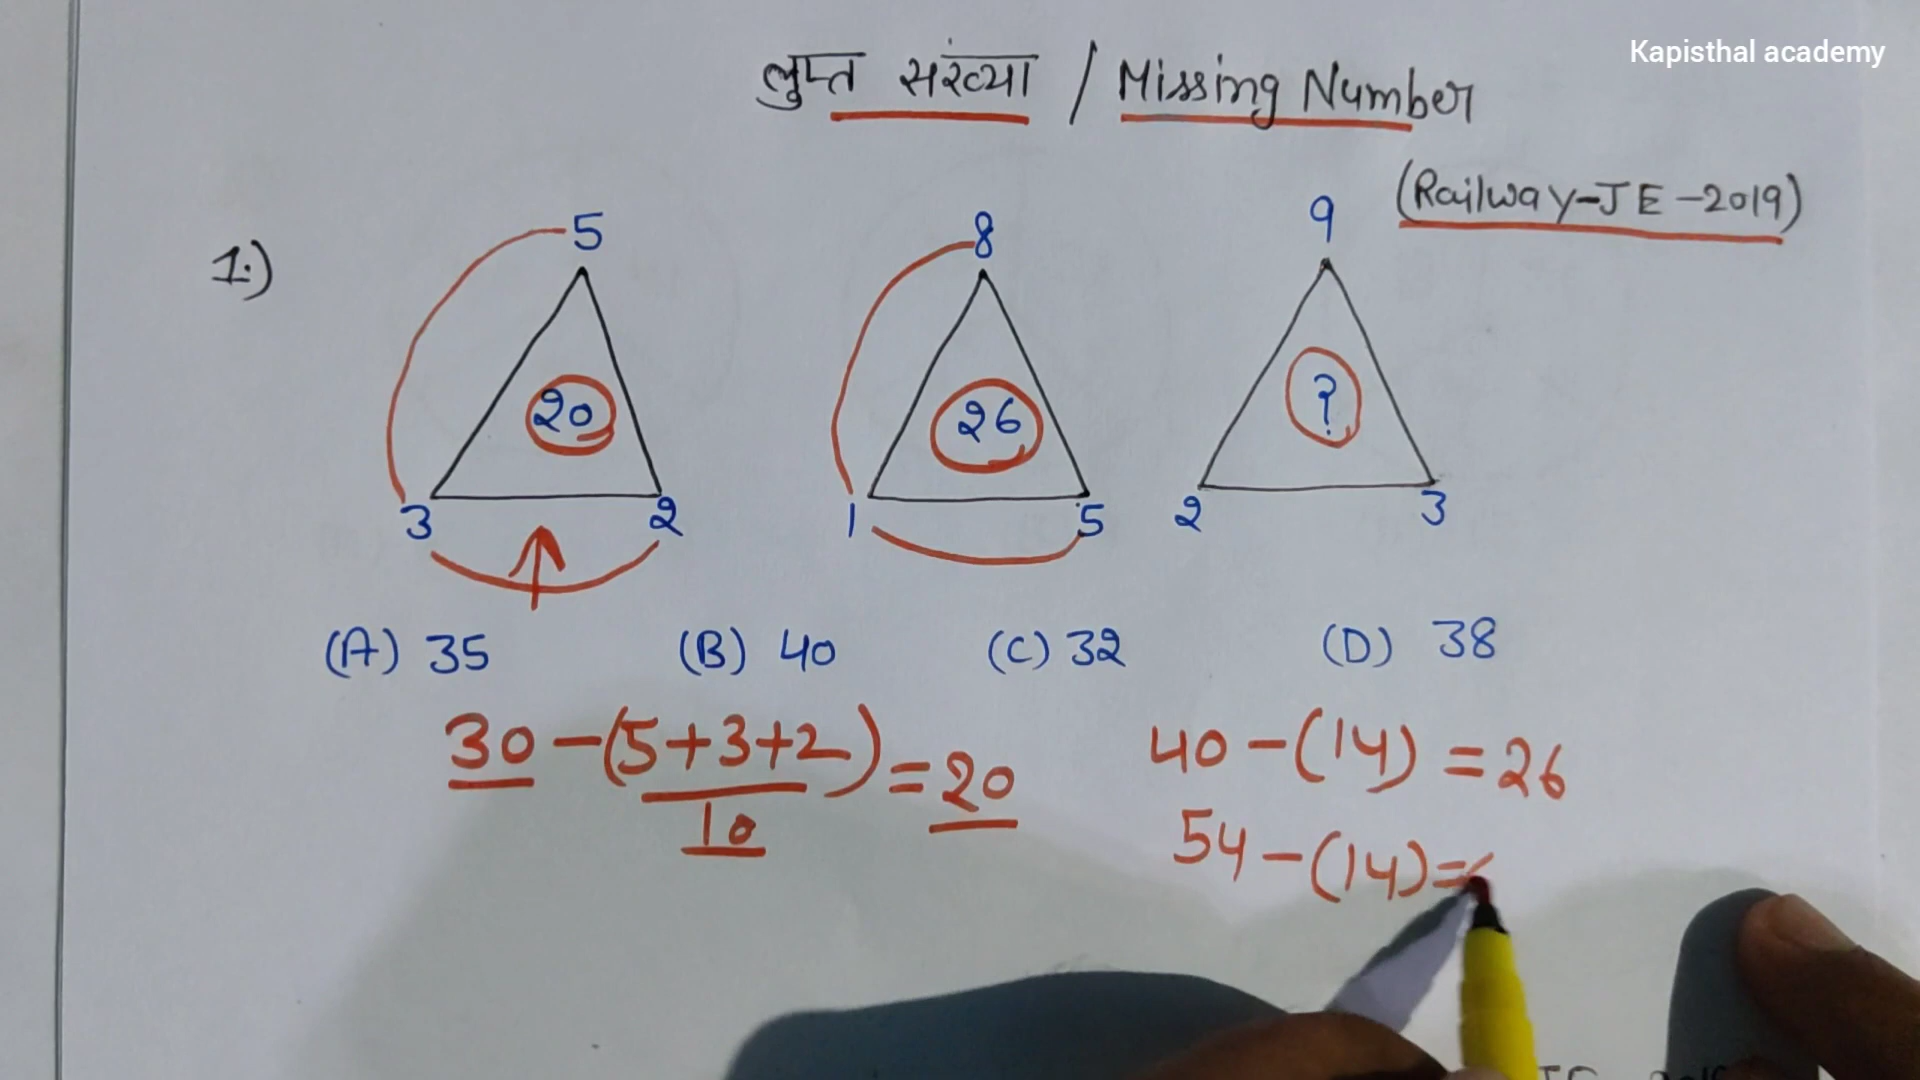 Kapisthal academy
लुप्त संख्या / Missing Number
(Railway-JE-2019)
1.)
5 8 9
20 26 ?
3 2 1 5 2 3
(A) 35 (B) 40 (C) 32 (D) 38
30 - (5+3+2) = 20
10
40 - (14) = 26
54 - (14) =